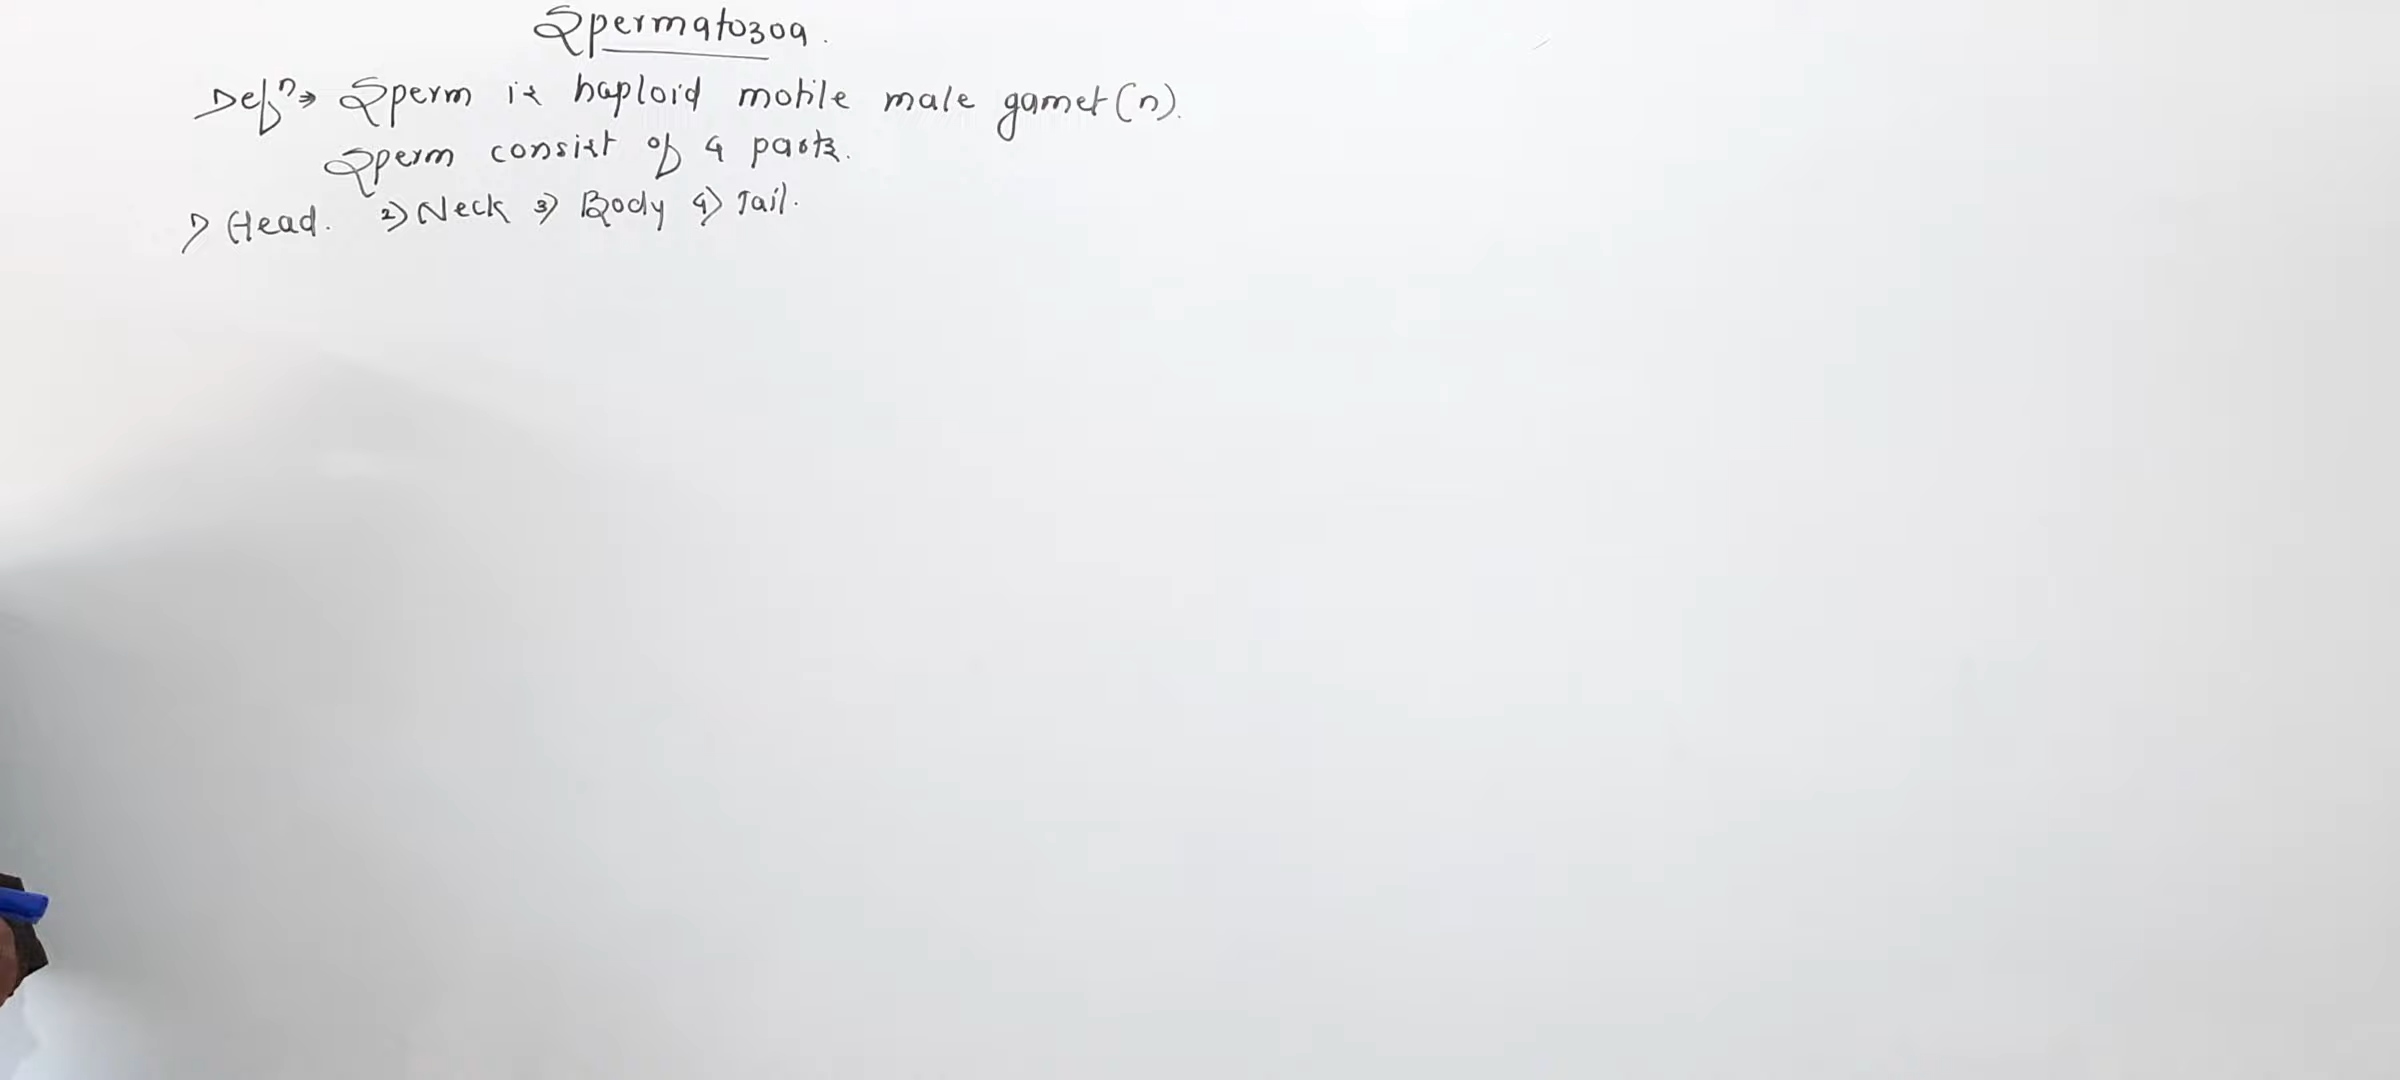 Spermatozoa.
Defⁿ→ Sperm is haploid motile male gamet (n).
Sperm consist of 4 parts.
1) Head. 2) Neck 3) Body 4) Tail.